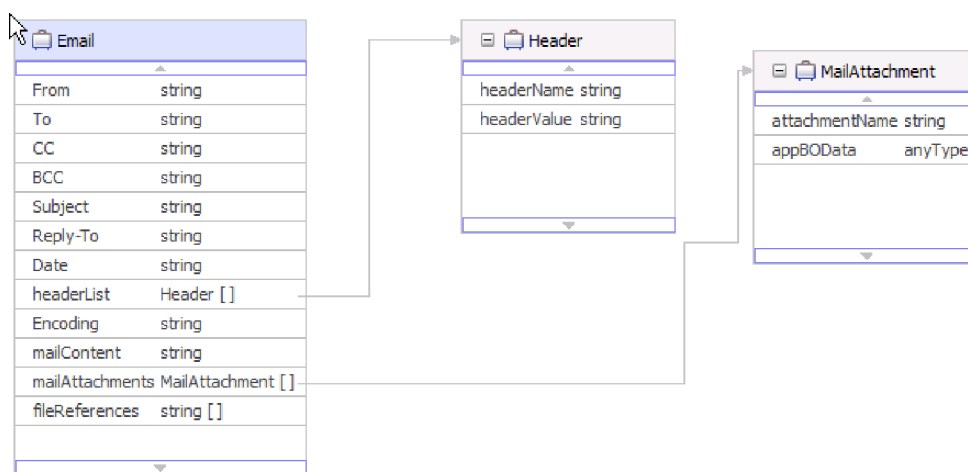 Email
From string
To string
CC string
BCC string
Subject string
Reply-To string
Date string
headerList Header [ ]
Encoding string
mailContent string
mailAttachments MailAttachment [ ]
fileReferences string [ ]
Header
headerName string
headerValue string
MailAttachment
attachmentName string
appBOData anyType